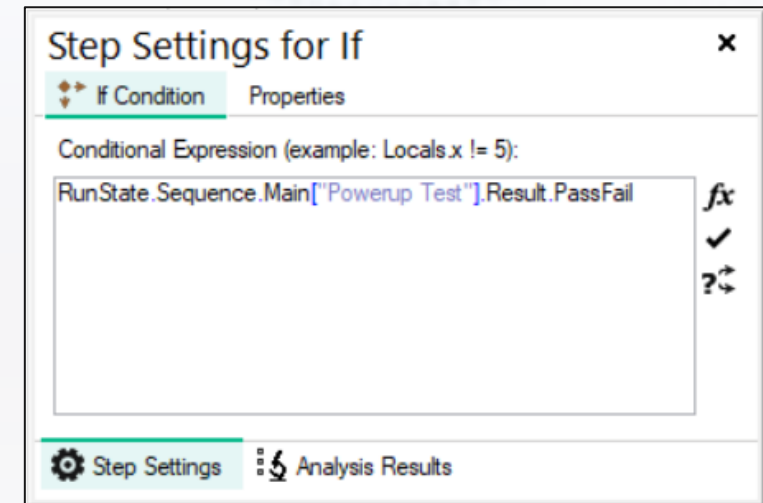 Step Settings for If
If Condition Properties
Conditional Expression (example: Locals.x != 5):
RunState.Sequence.Main["Powerup Test"].Result.PassFail
fx
Step Settings Analysis Results